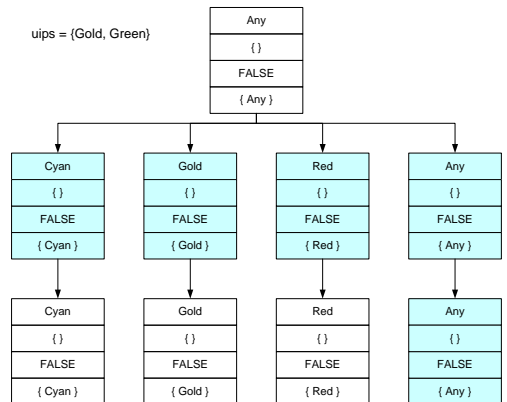 uips = {Gold, Green}
Any
{ }
FALSE
{ Any }
Cyan
{ }
FALSE
{ Cyan }
Gold
{ }
FALSE
{ Gold }
Red
{ }
FALSE
{ Red }
Any
{ }
FALSE
{ Any }
Cyan
{ }
FALSE
{ Cyan }
Gold
{ }
FALSE
{ Gold }
Red
{ }
FALSE
{ Red }
Any
{ }
FALSE
{ Any }